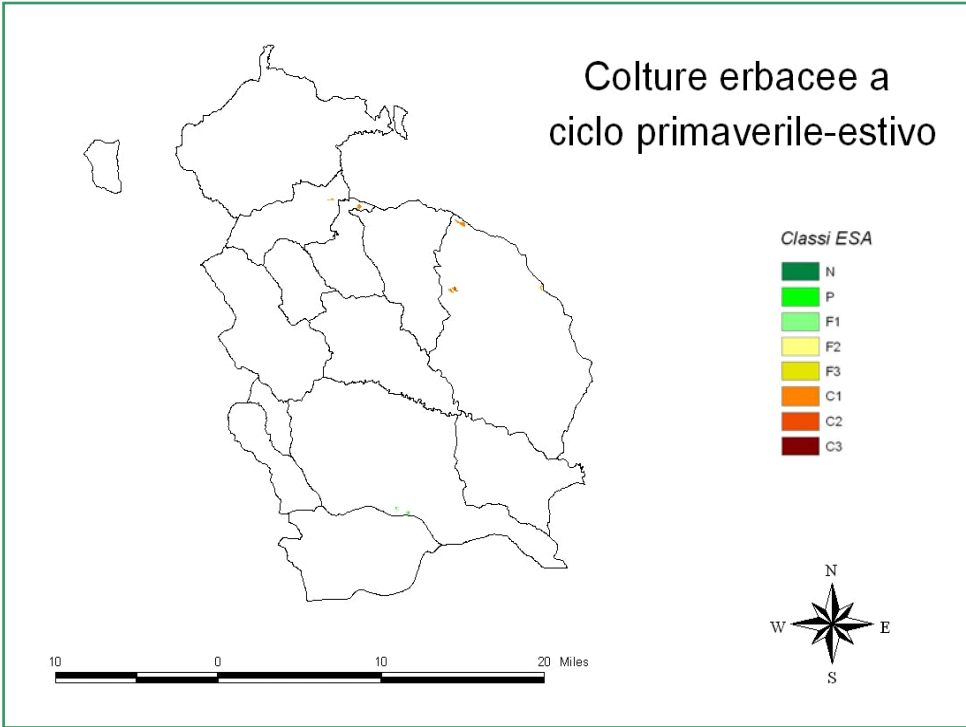 Colture erbacee a
ciclo primaverile-estivo
Classi ESA
N
P
F1
F2
F3
C1
C2
C3
N
W E
S
10 0 10 20 Miles